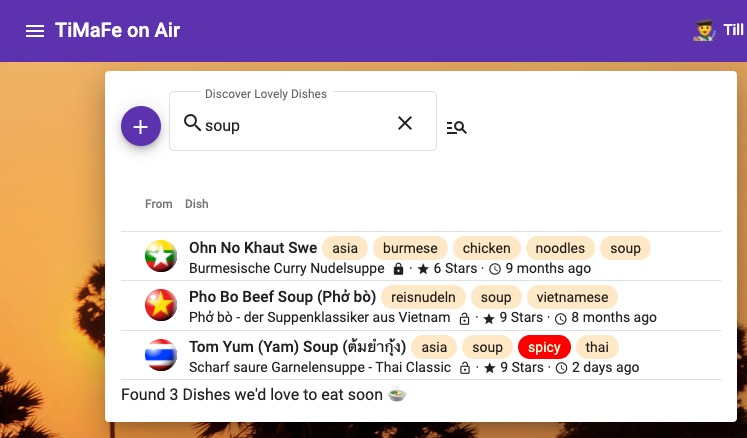 TiMaFe on Air
Till
Discover Lovely Dishes
soup
From Dish
Ohn No Khaut Swe asia burmese chicken noodles soup
Burmesische Curry Nudelsuppe · ★ 6 Stars · 9 months ago
Pho Bo Beef Soup (Phở bò) reisnudeln soup vietnamese
Phở bò - der Suppenklassiker aus Vietnam · ★ 9 Stars · 8 months ago
Tom Yum (Yam) Soup (ต้มยำกุ้ง) asia soup spicy thai
Scharf saure Garnelensuppe - Thai Classic · ★ 9 Stars · 2 days ago
Found 3 Dishes we'd love to eat soon 🍜